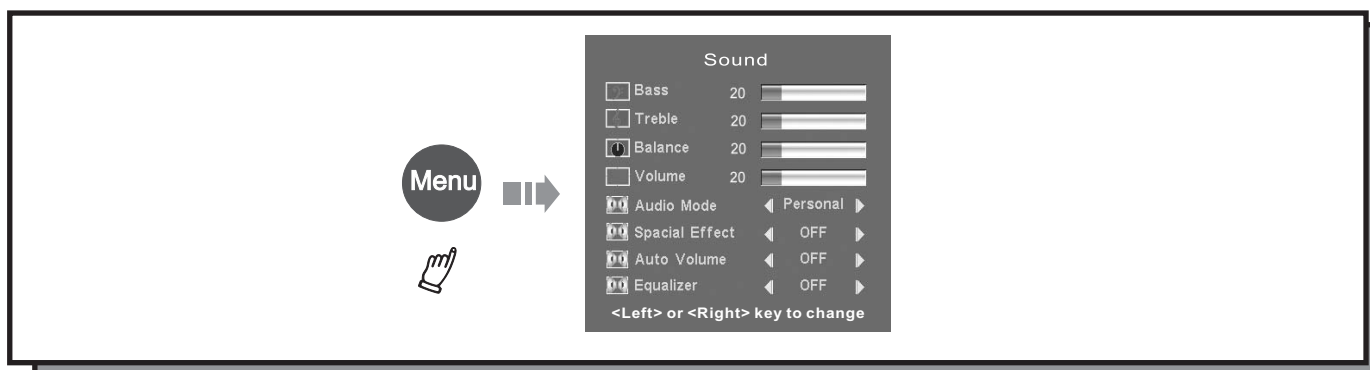 Menu
Sound
Bass 20
Treble 20
Balance 20
Volume 20
Audio Mode Personal
Spacial Effect OFF
Auto Volume OFF
Equalizer OFF
<Left> or <Right> key to change